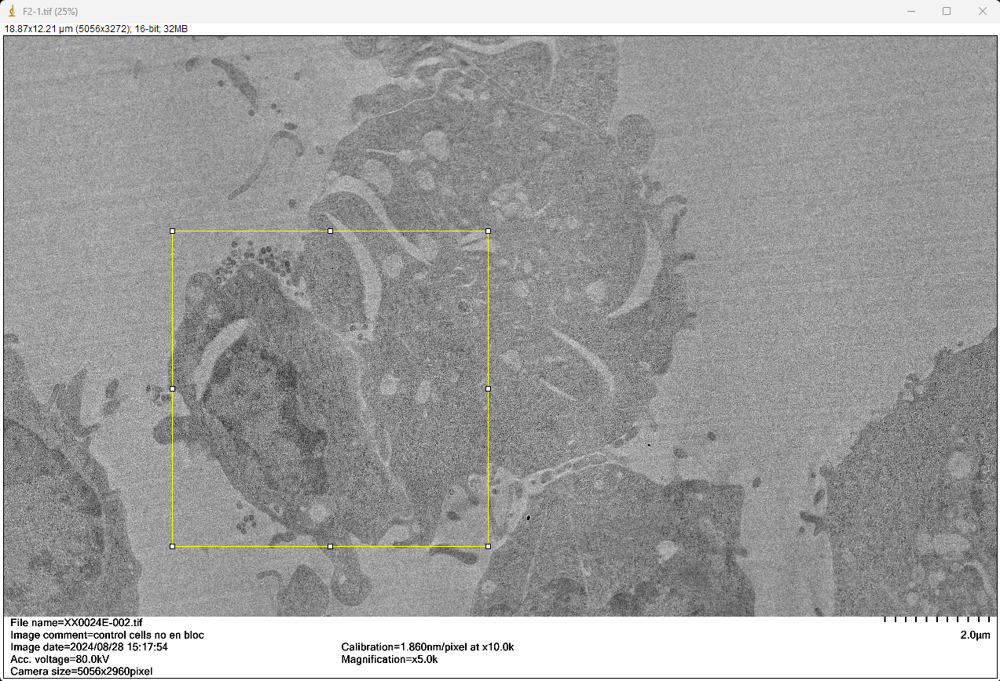 F2-1.tif (25%)
18.87x12.21 µm (5056x3272); 16-bit; 32MB
File name=XX0024E-002.tif
Image comment=control cells no en bloc
Image date=2024/08/28 15:17:54
Acc. voltage=80.0kV
Camera size=5056x2960pixel
Calibration=1.860nm/pixel at x10.0k
Magnification=x5.0k
2.0µm